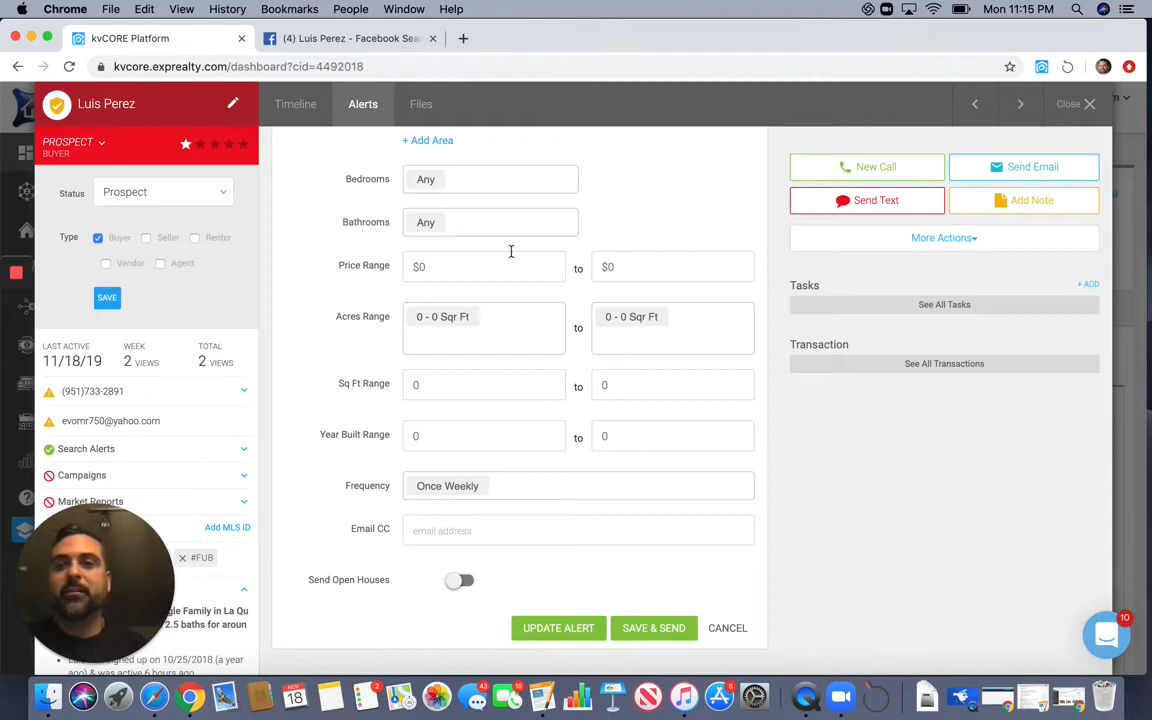 Chrome File Edit View History Bookmarks People Window Help Mon 11:15 PM
kvCORE Platform (4) Luis Perez - Facebook Sea
kvcore.exprealty.com/dashboard?cid=4492018
Luis Perez Timeline Alerts Files Close
PROSPECT
BUYER
Status Prospect
Type Buyer Seller Renter
Vendor Agent
SAVE
LAST ACTIVE WEEK TOTAL
11/18/19 2 VIEWS 2 VIEWS
(951)733-2891
evomr750@yahoo.com
Search Alerts
Campaigns
Market Reports
Add MLS ID
#FUB
gle Family in La Qu
2.5 baths for aroun
signed up on 10/25/2018 (a year
ago) & was active 6 hours
+ Add Area
Bedrooms Any
Bathrooms Any
Price Range $0 to $0
Acres Range 0 - 0 Sqr Ft to 0 - 0 Sqr Ft
Sq Ft Range 0 to 0
Year Built Range 0 to 0
Frequency Once Weekly
Email CC email address
Send Open Houses
UPDATE ALERT SAVE & SEND CANCEL
New Call Send Email
Send Text Add Note
More Actions
Tasks + ADD
See All Tasks
Transaction
See All Transactions
10
NOV
18
2
43
15
5